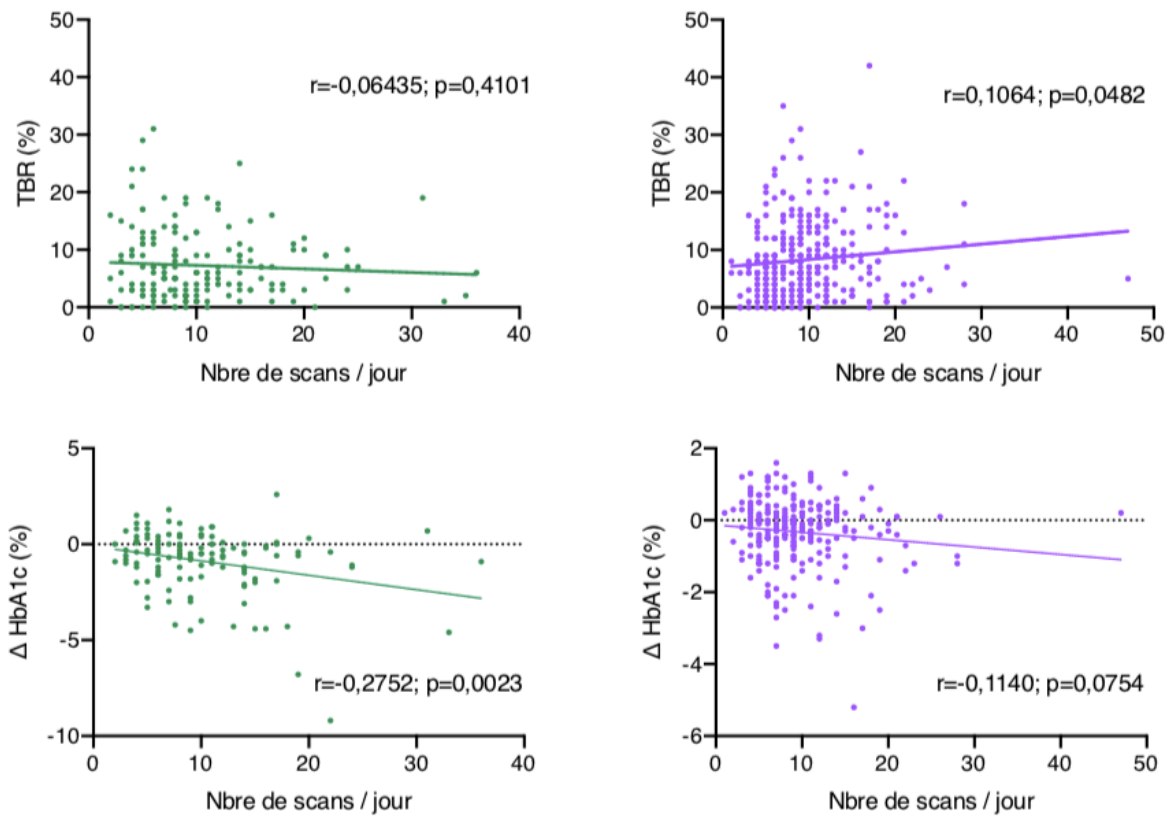 50
40
30
20
10
0
TBR (%)
r=-0,06435; p=0,4101
0 10 20 30 40
Nbre de scans / jour
50
40
30
20
10
0
TBR (%)
r=0,1064; p=0,0482
0 10 20 30 40 50
Nbre de scans / jour
5
0
-5
-10
Δ HbA1c (%)
r=-0,2752; p=0,0023
0 10 20 30 40
Nbre de scans / jour
2
0
-2
-4
-6
Δ HbA1c (%)
r=-0,1140; p=0,0754
0 10 20 30 40 50
Nbre de scans / jour